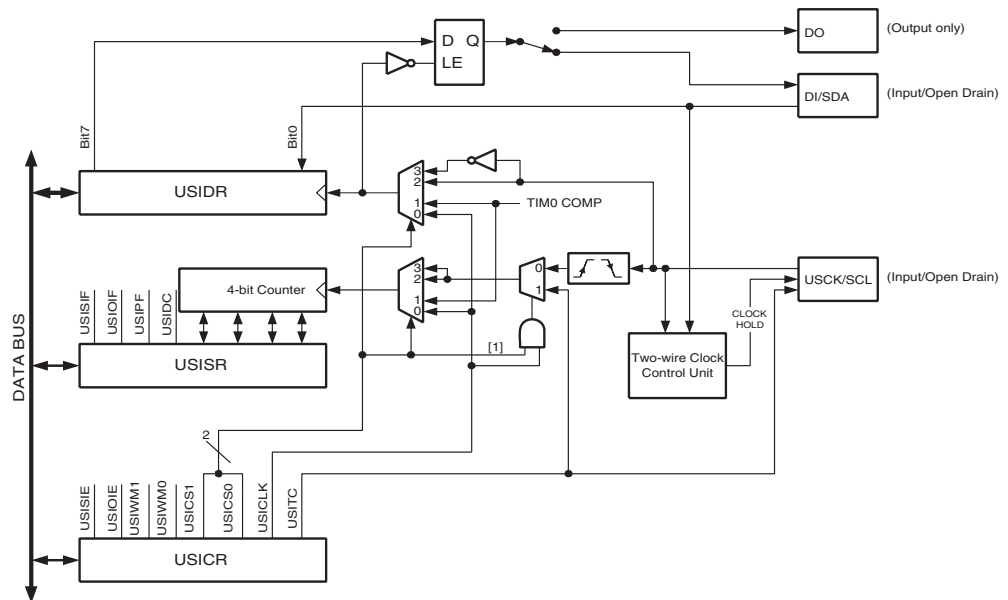 D Q
LE
DO
(Output only)
DI/SDA
(Input/Open Drain)
Bit7
Bit0
USIDR
3
2
1
0
TIM0 COMP
4-bit Counter
3
2
1
0
0
1
USCK/SCL
(Input/Open Drain)
CLOCK
HOLD
USISIF
USIOIF
USIPF
USIDC
[1]
Two-wire Clock
Control Unit
USISR
DATA BUS
2
USISIE
USIOIE
USIWM1
USIWM0
USICS1
USICS0
USICLK
USITC
USICR